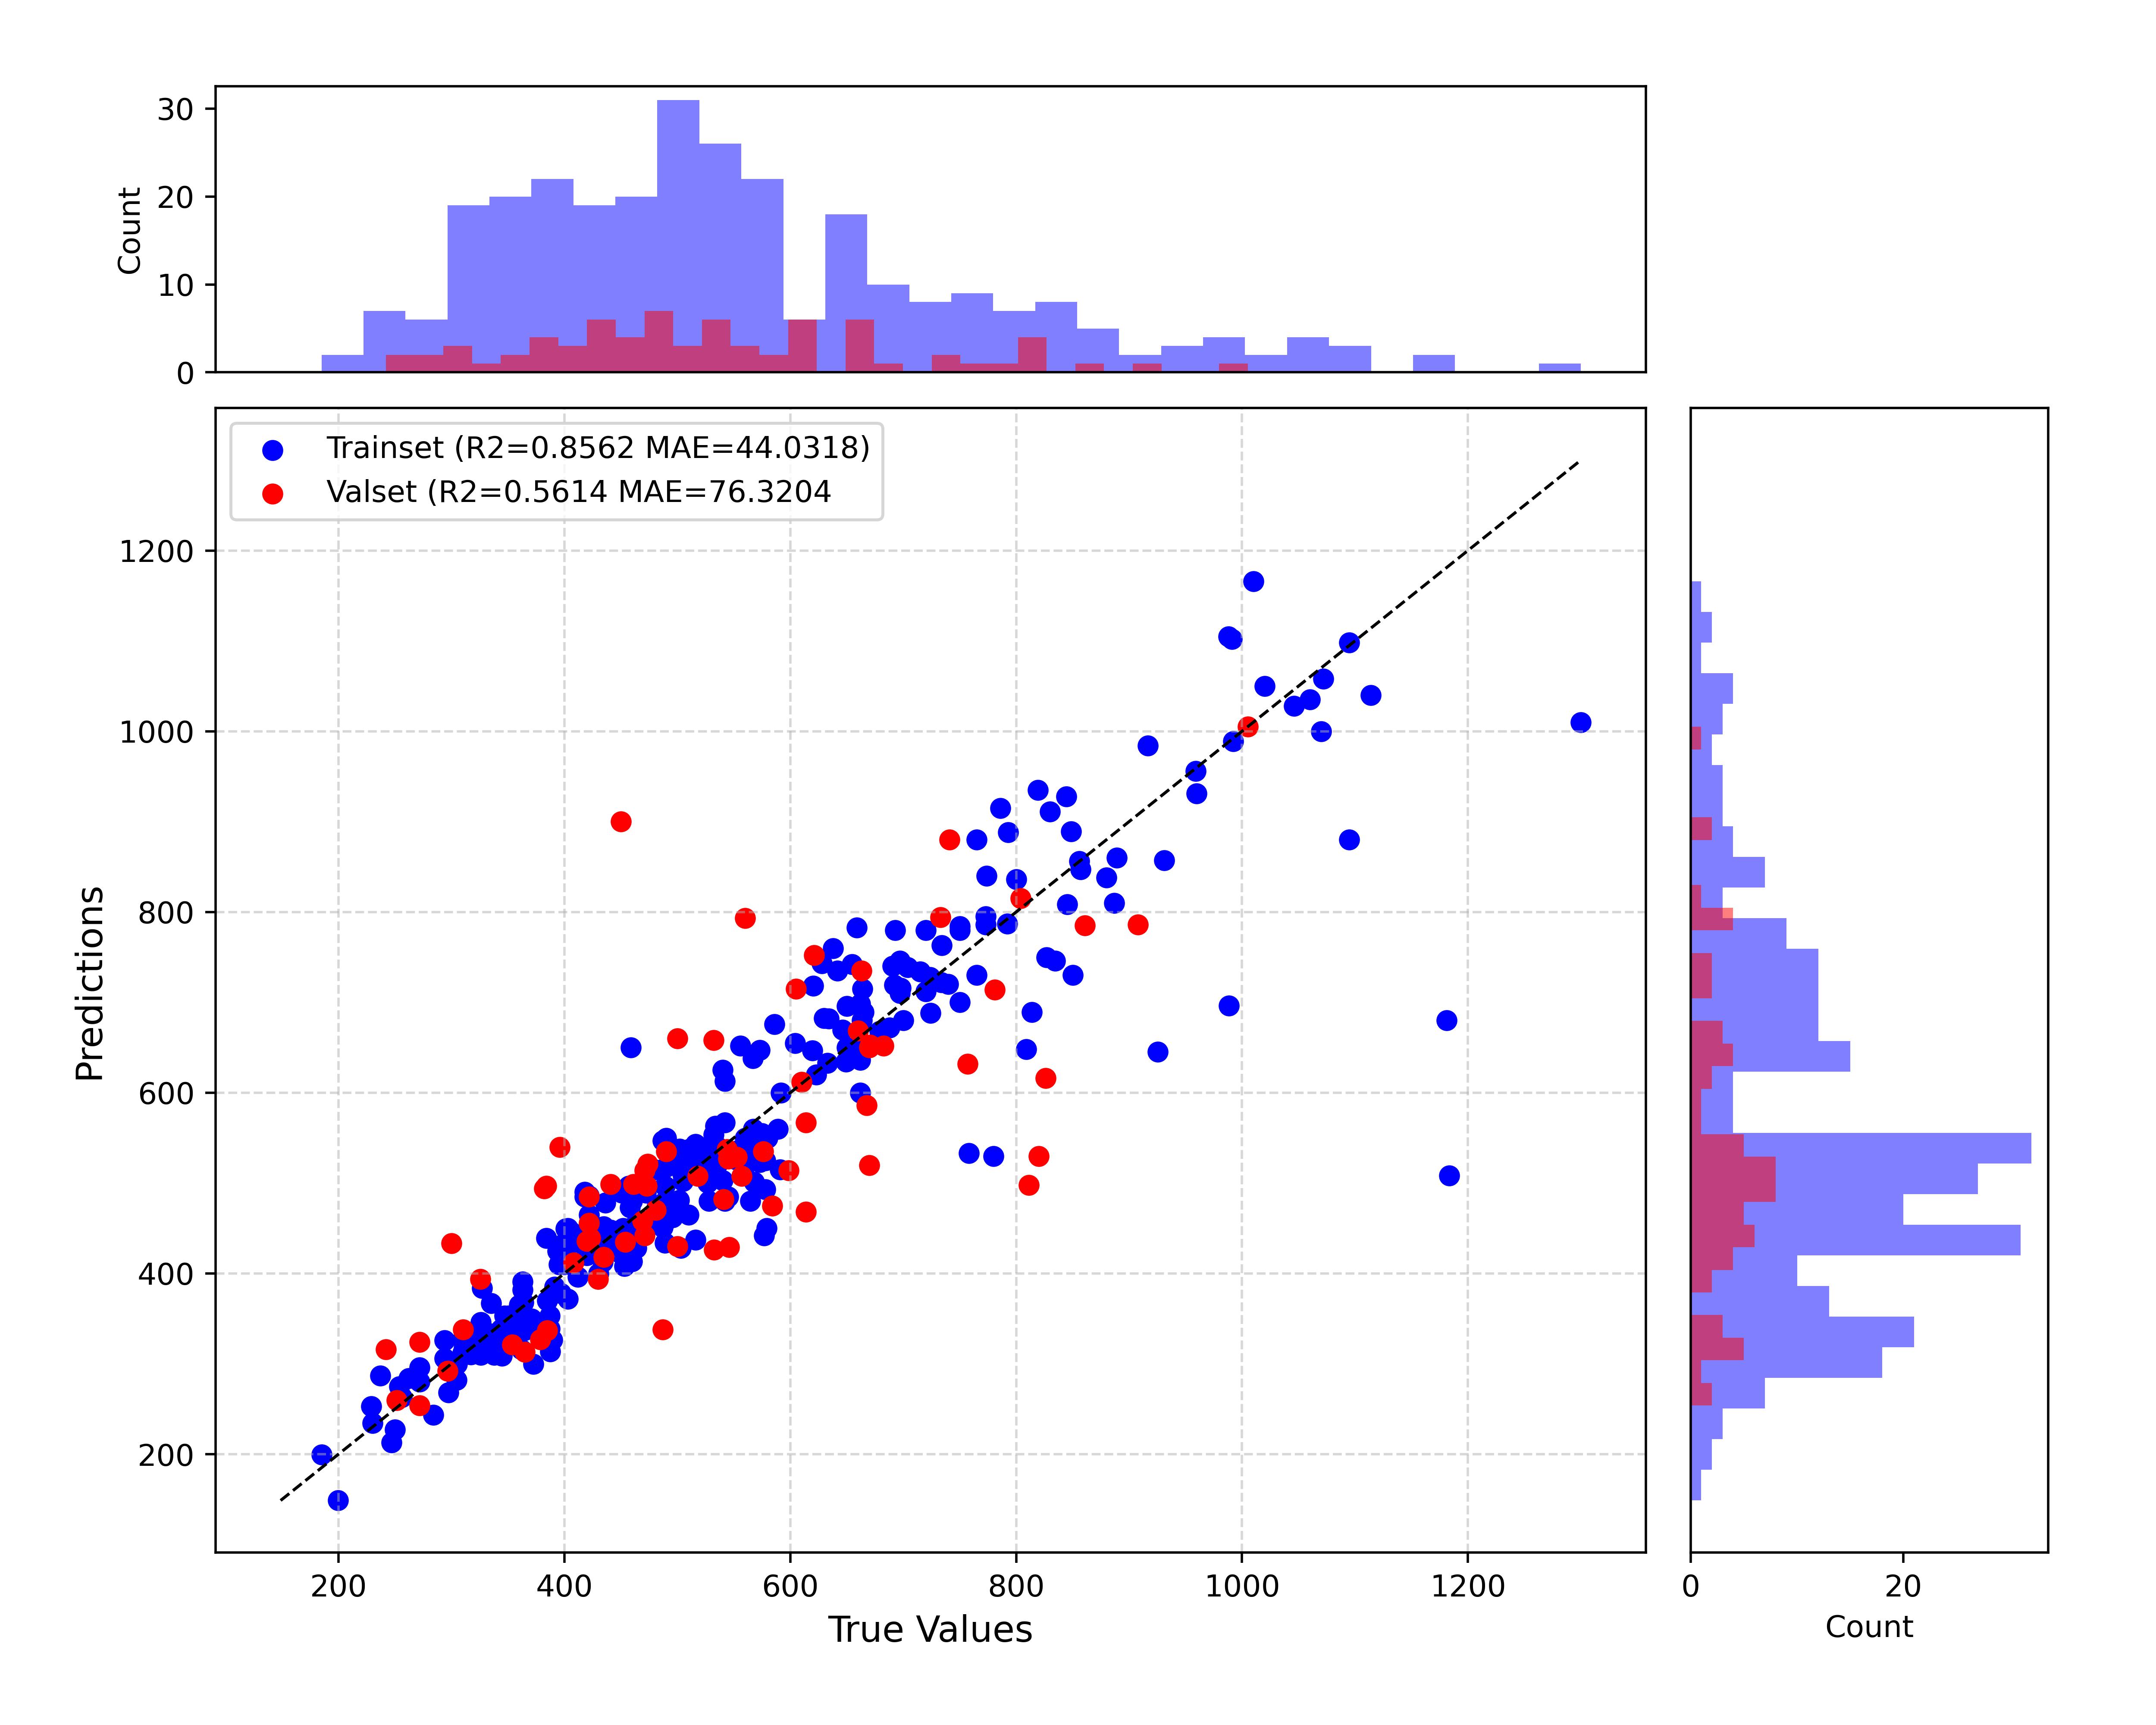 30
20
10
0
Count
Trainset (R2=0.8562 MAE=44.0318)
Valset (R2=0.5614 MAE=76.3204
1200
1000
800
600
400
200
Predictions
200 400 600 800 1000 1200
True Values
0 20
Count